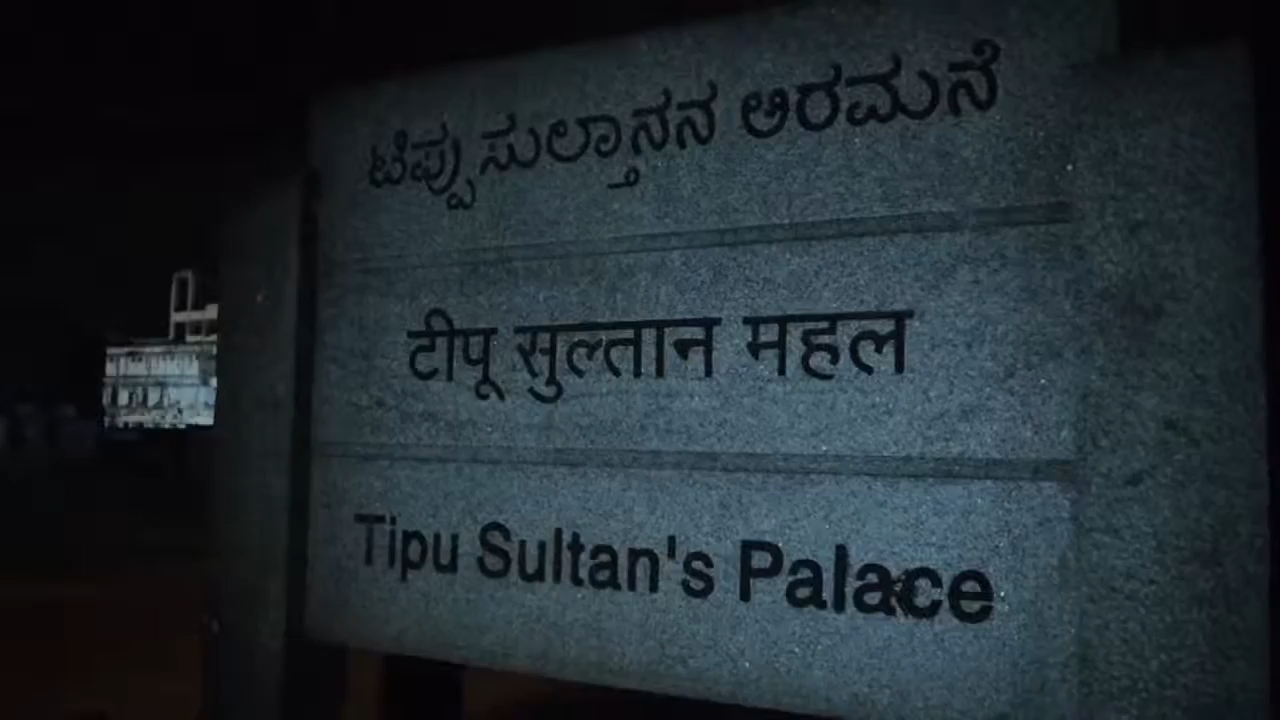 ಟಿಪ್ಪು ಸುಲ್ತಾನನ ಅರಮನೆ
टीपू सुल्तान महल
Tipu Sultan's Palace